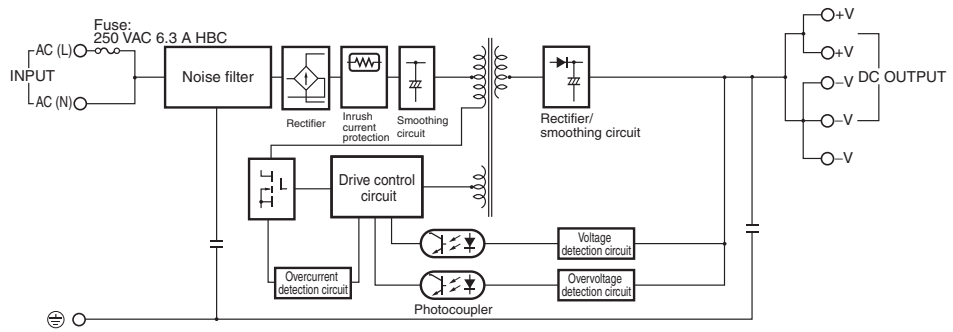 Fuse:
250 VAC 6.3 A HBC
AC (L)
INPUT
AC (N)
Noise filter
Rectifier
Inrush
current
protection
Smoothing
circuit
Rectifier/
smoothing circuit
+V
+V
−V
DC OUTPUT
−V
−V
Drive control
circuit
Overcurrent
detection circuit
Voltage
detection circuit
Overvoltage
detection circuit
Photocoupler